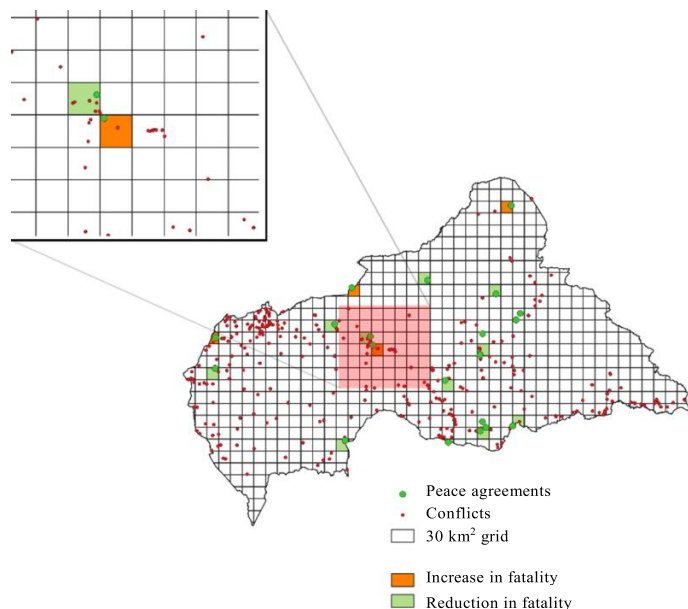 Peace agreements
Conflicts
30 km² grid
Increase in fatality
Reduction in fatality